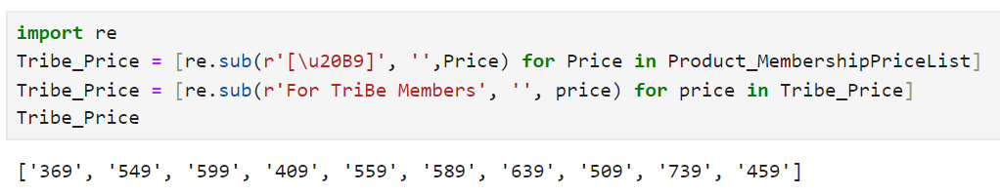 import re
Tribe_Price = [re.sub(r'[\u20B9]', '',Price) for Price in Product_MembershipPriceList]
Tribe_Price = [re.sub(r'For TriBe Members', '', price) for price in Tribe_Price]
Tribe_Price
['369', '549', '599', '409', '559', '589', '639', '509', '739', '459']